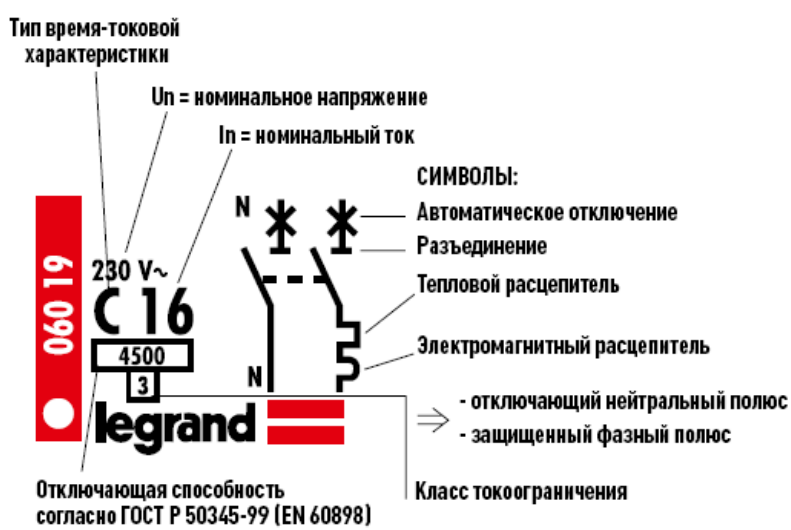 Тип время-токовой
характеристики
Un = номинальное напряжение
In = номинальный ток
СИМВОЛЫ:
N
Автоматическое отключение
Разъединение
060 19
230 V~
C 16
Тепловой расцепитель
4500
Электромагнитный расцепитель
3
N
legrand
- отключающий нейтральный полюс
- защищенный фазный полюс
Отключающая способность
согласно ГОСТ Р 50345-99 (EN 60898)
Класс токоограничения